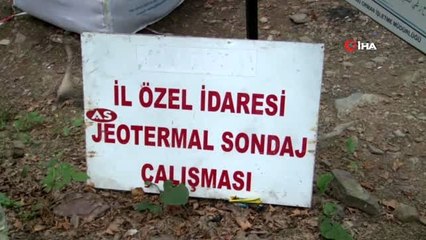 İHA
İL ÖZEL İDARESİ
AS
JEOTERMAL SONDAJ
ÇALIŞMASI